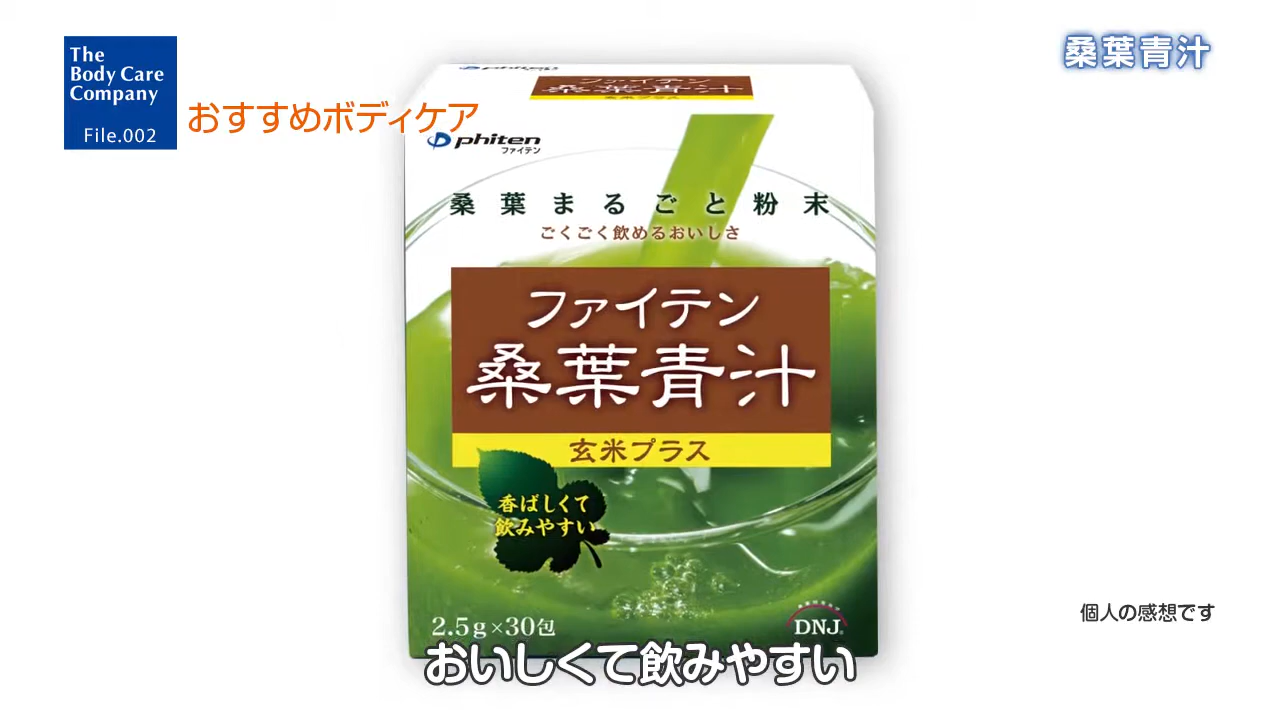 The
Body Care
Company
File.002
おすすめボディケア
桑葉青汁
ファイテン
桑葉青汁
玄米プラス
phiten
ファイテン
桑葉まるごと粉末
ごくごく飲めるおいしさ
ファイテン
桑葉青汁
玄米プラス
香ばしくて
飲みやすい
2.5g×30包
DNJ
個人の感想です
おいしくて飲みやすい